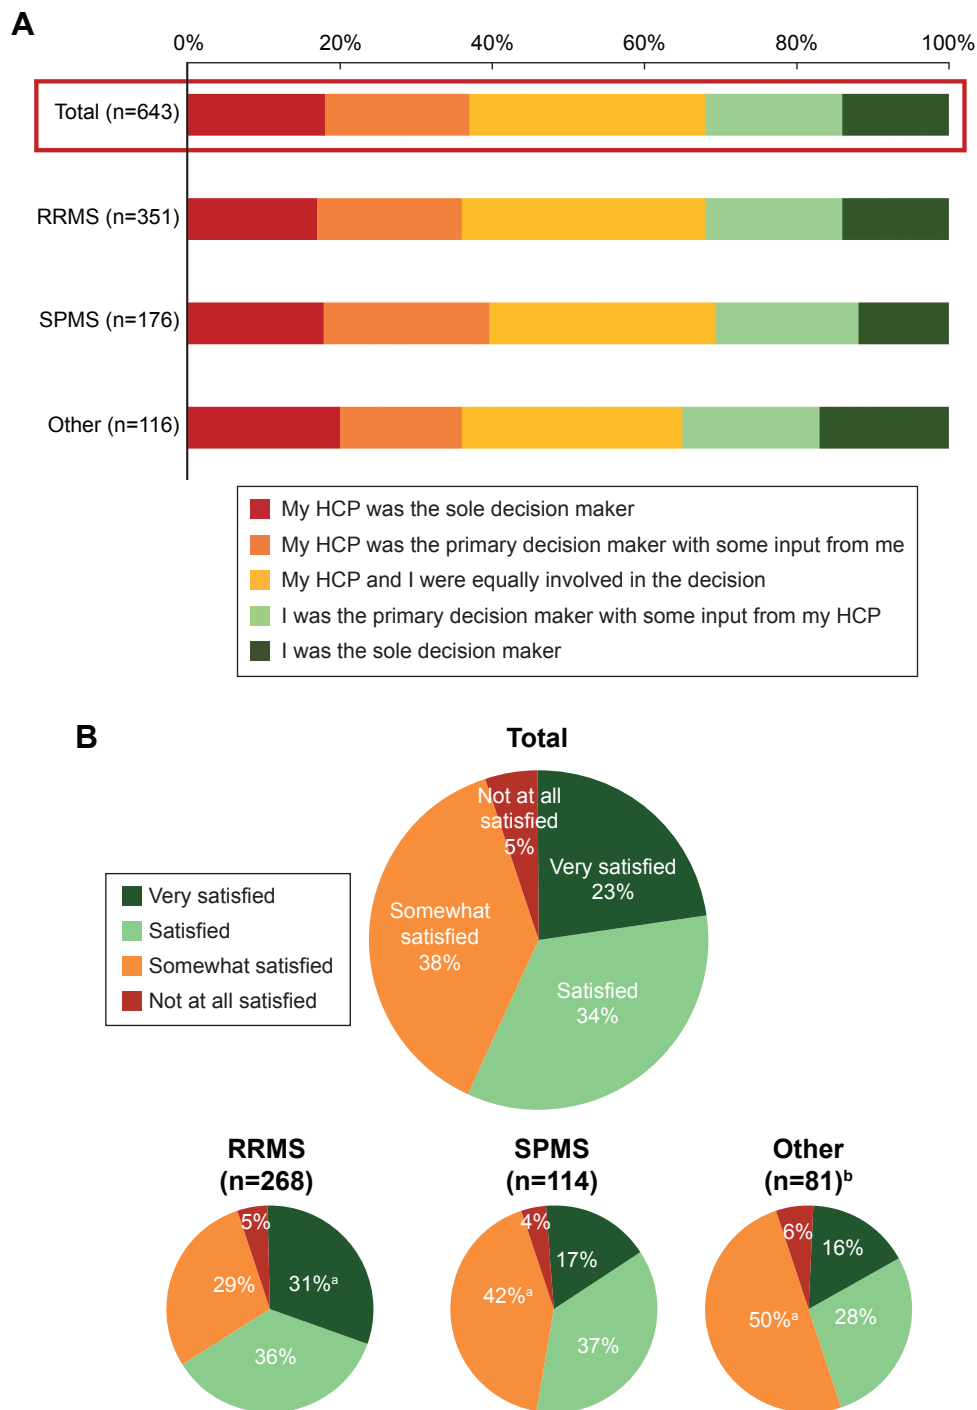 A
0% 20% 40% 60% 80% 100%
Total (n=643)
RRMS (n=351)
SPMS (n=176)
Other (n=116)
My HCP was the sole decision maker
My HCP was the primary decision maker with some input from me
My HCP and I were equally involved in the decision
I was the primary decision maker with some input from my HCP
I was the sole decision maker
B
Total
Very satisfied
Satisfied
Somewhat satisfied
Not at all satisfied
Not at all
satisfied
5%
Very satisfied
23%
Somewhat
satisfied
38%
Satisfied
34%
RRMS
(n=268)
5%
31%ᵃ
29%
36%
SPMS
(n=114)
4%
17%
42%ᵃ
37%
Other
(n=81)ᵇ
6%
16%
50%ᵃ
28%